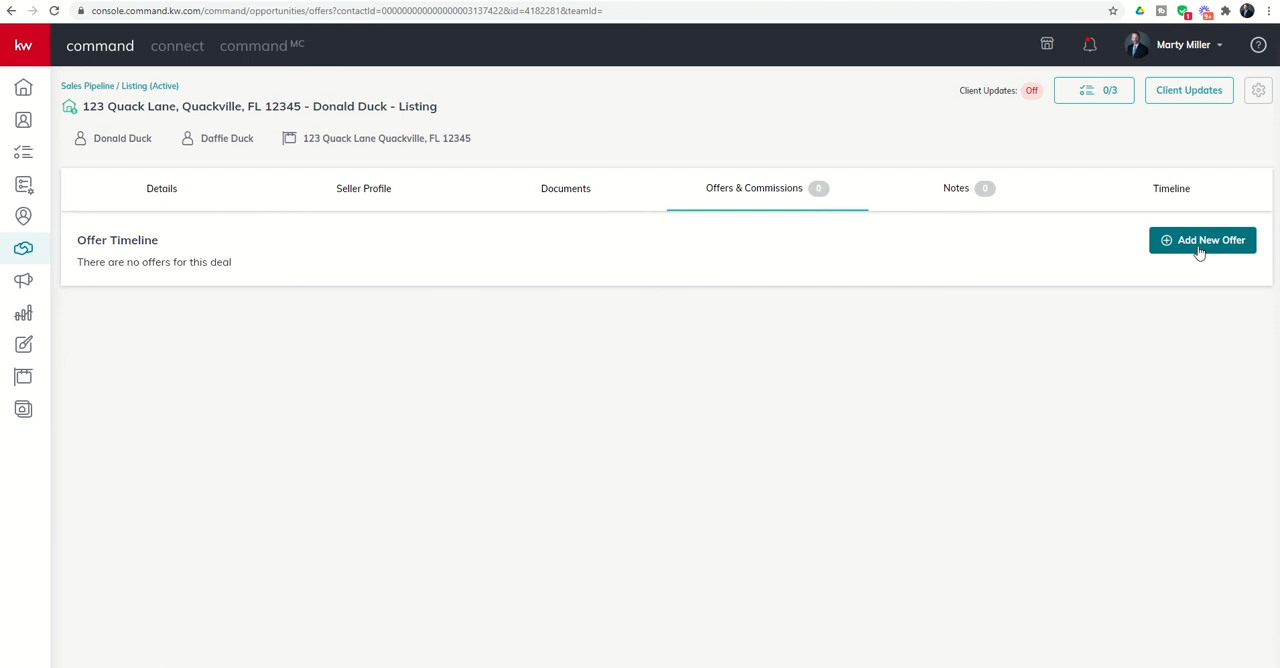 console.command.kw.com/command/opportunities/offers?contactId=00000000000000003137422&id=4182281&teamId=
1
9+
kw
command connect command MC
Marty Miller
?
Sales Pipeline / Listing (Active)
123 Quack Lane, Quackville, FL 12345 - Donald Duck - Listing
Client Updates: Off
0/3
Client Updates
Donald Duck
Daffie Duck
123 Quack Lane Quackville, FL 12345
Details
Seller Profile
Documents
Offers & Commissions 0
Notes 0
Timeline
Offer Timeline
Add New Offer
There are no offers for this deal